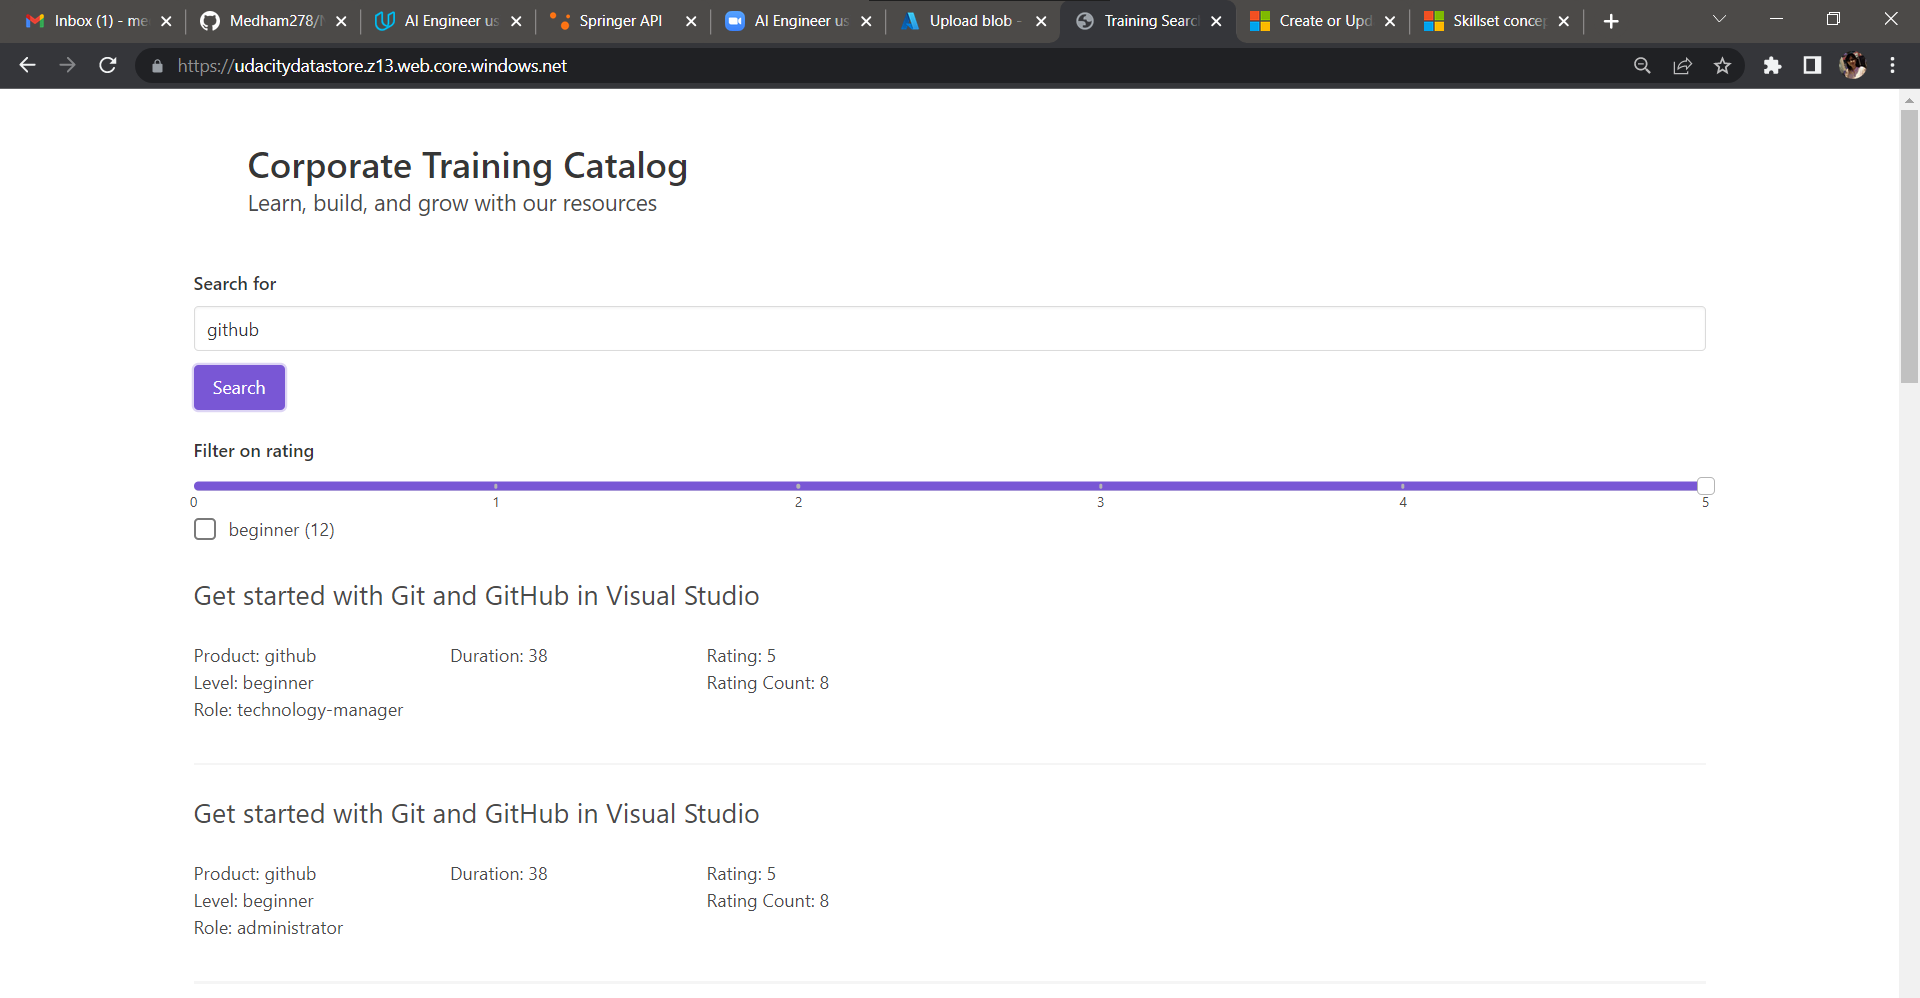 Inbox (1) - me
Medham278/
AI Engineer us
Springer API
AI Engineer us
Upload blob -
Training Searc
Create or Upd
Skillset concep
https://udacitydatastore.z13.web.core.windows.net
Corporate Training Catalog
Learn, build, and grow with our resources
Search for
github
Search
Filter on rating
0 1 2 3 4 5
beginner (12)
Get started with Git and GitHub in Visual Studio
Product: github Duration: 38 Rating: 5
Level: beginner Rating Count: 8
Role: technology-manager
Get started with Git and GitHub in Visual Studio
Product: github Duration: 38 Rating: 5
Level: beginner Rating Count: 8
Role: administrator